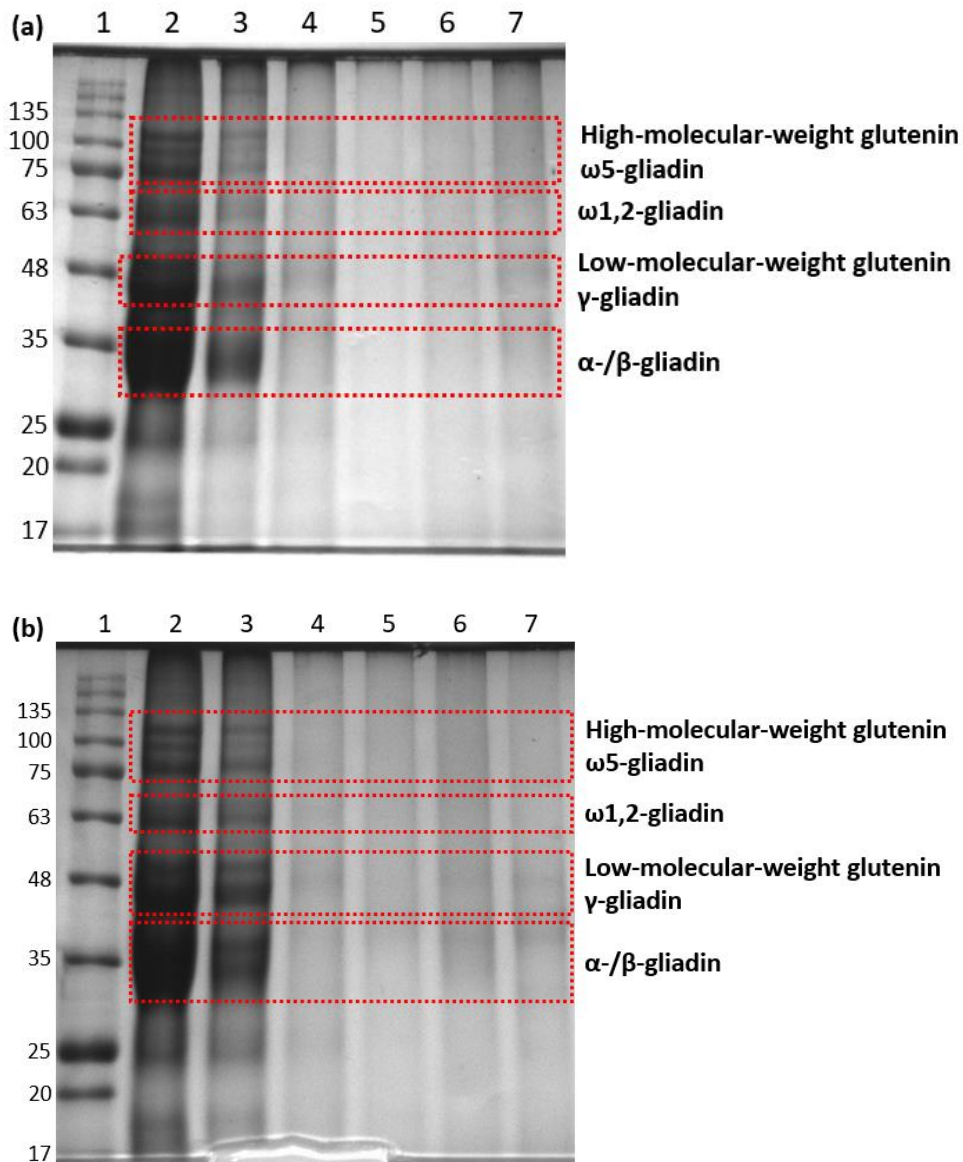 (a) 1 2 3 4 5 6 7
135
100
75
63
48
35
25
20
17
High-molecular-weight glutenin
ω5-gliadin
ω1,2-gliadin
Low-molecular-weight glutenin
γ-gliadin
α-/β-gliadin
(b) 1 2 3 4 5 6 7
135
100
75
63
48
35
25
20
17
High-molecular-weight glutenin
ω5-gliadin
ω1,2-gliadin
Low-molecular-weight glutenin
γ-gliadin
α-/β-gliadin